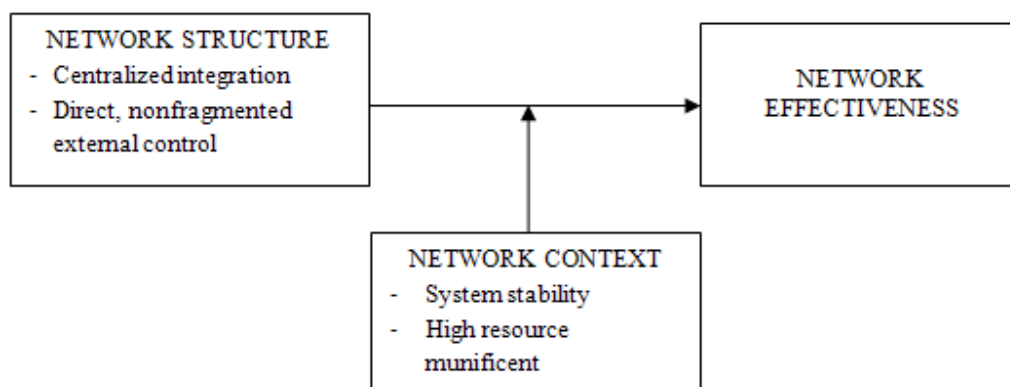 NETWORK STRUCTURE
- Centralized integration
- Direct, nonfragmented
external control
NETWORK
EFFECTIVENESS
NETWORK CONTEXT
- System stability
- High resource
munificent